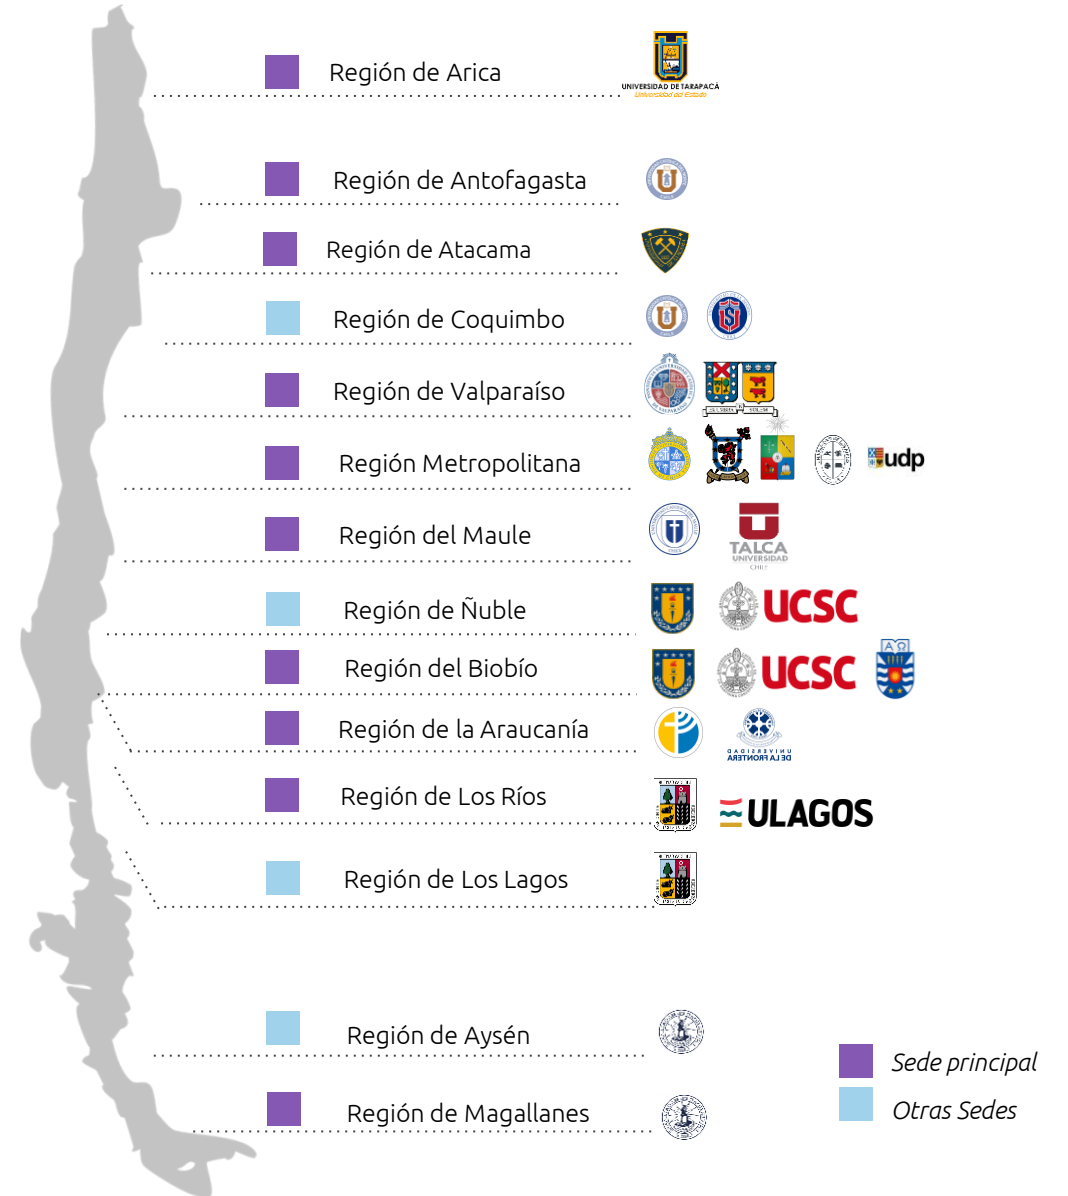 Región de Arica
UNIVERSIDAD DE TARAPACÁ
Universidad del Estado
Región de Antofagasta
Región de Atacama
Región de Coquimbo
Región de Valparaíso
Región Metropolitana
udp
Región del Maule
TALCA
UNIVERSIDAD
CHILE
Región de Ñuble
UCSC
Región del Biobío
UCSC
Región de la Araucanía
UNIVERSIDAD
DE LA FRONTERA
Región de Los Ríos
ULAGOS
Región de Los Lagos
Región de Aysén
Sede principal
Otras Sedes
Región de Magallanes